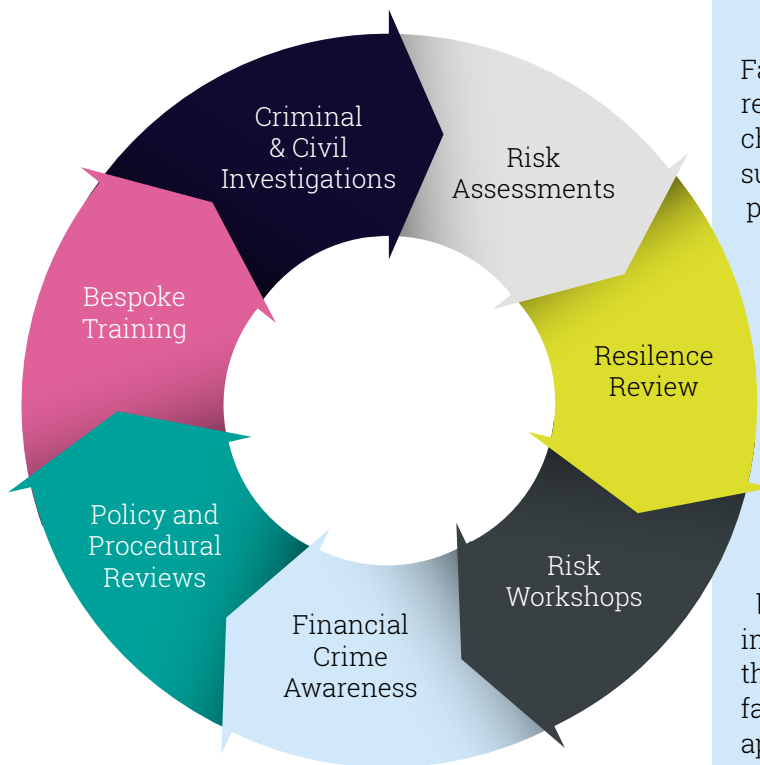 Criminal
& Civil
Investigations
Risk
Assessments
Resilence
Review
Risk
Workshops
Financial
Crime
Awareness
Policy and
Procedural
Reviews
Bespoke
Training